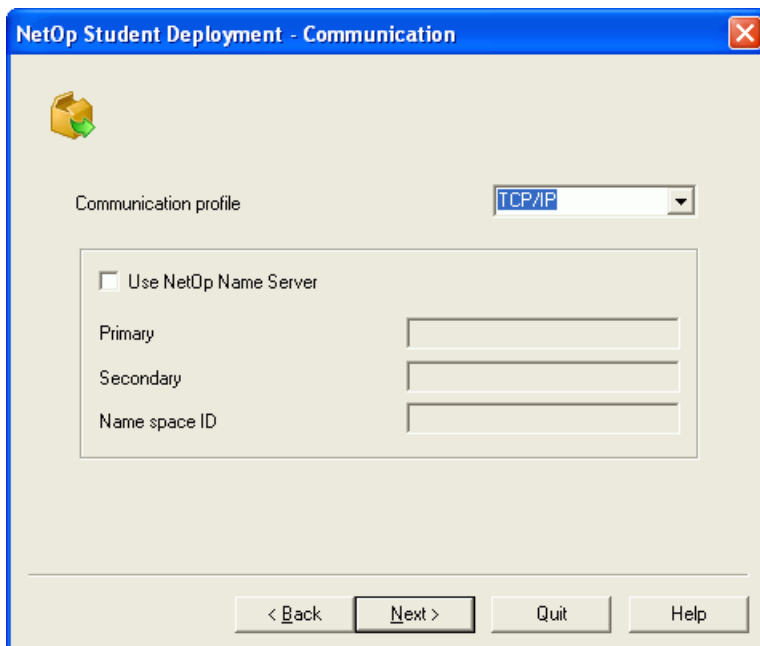 NetOp Student Deployment - Communication
Communication profile TCP/IP
Use NetOp Name Server
Primary
Secondary
Name space ID
< Back Next > Quit Help